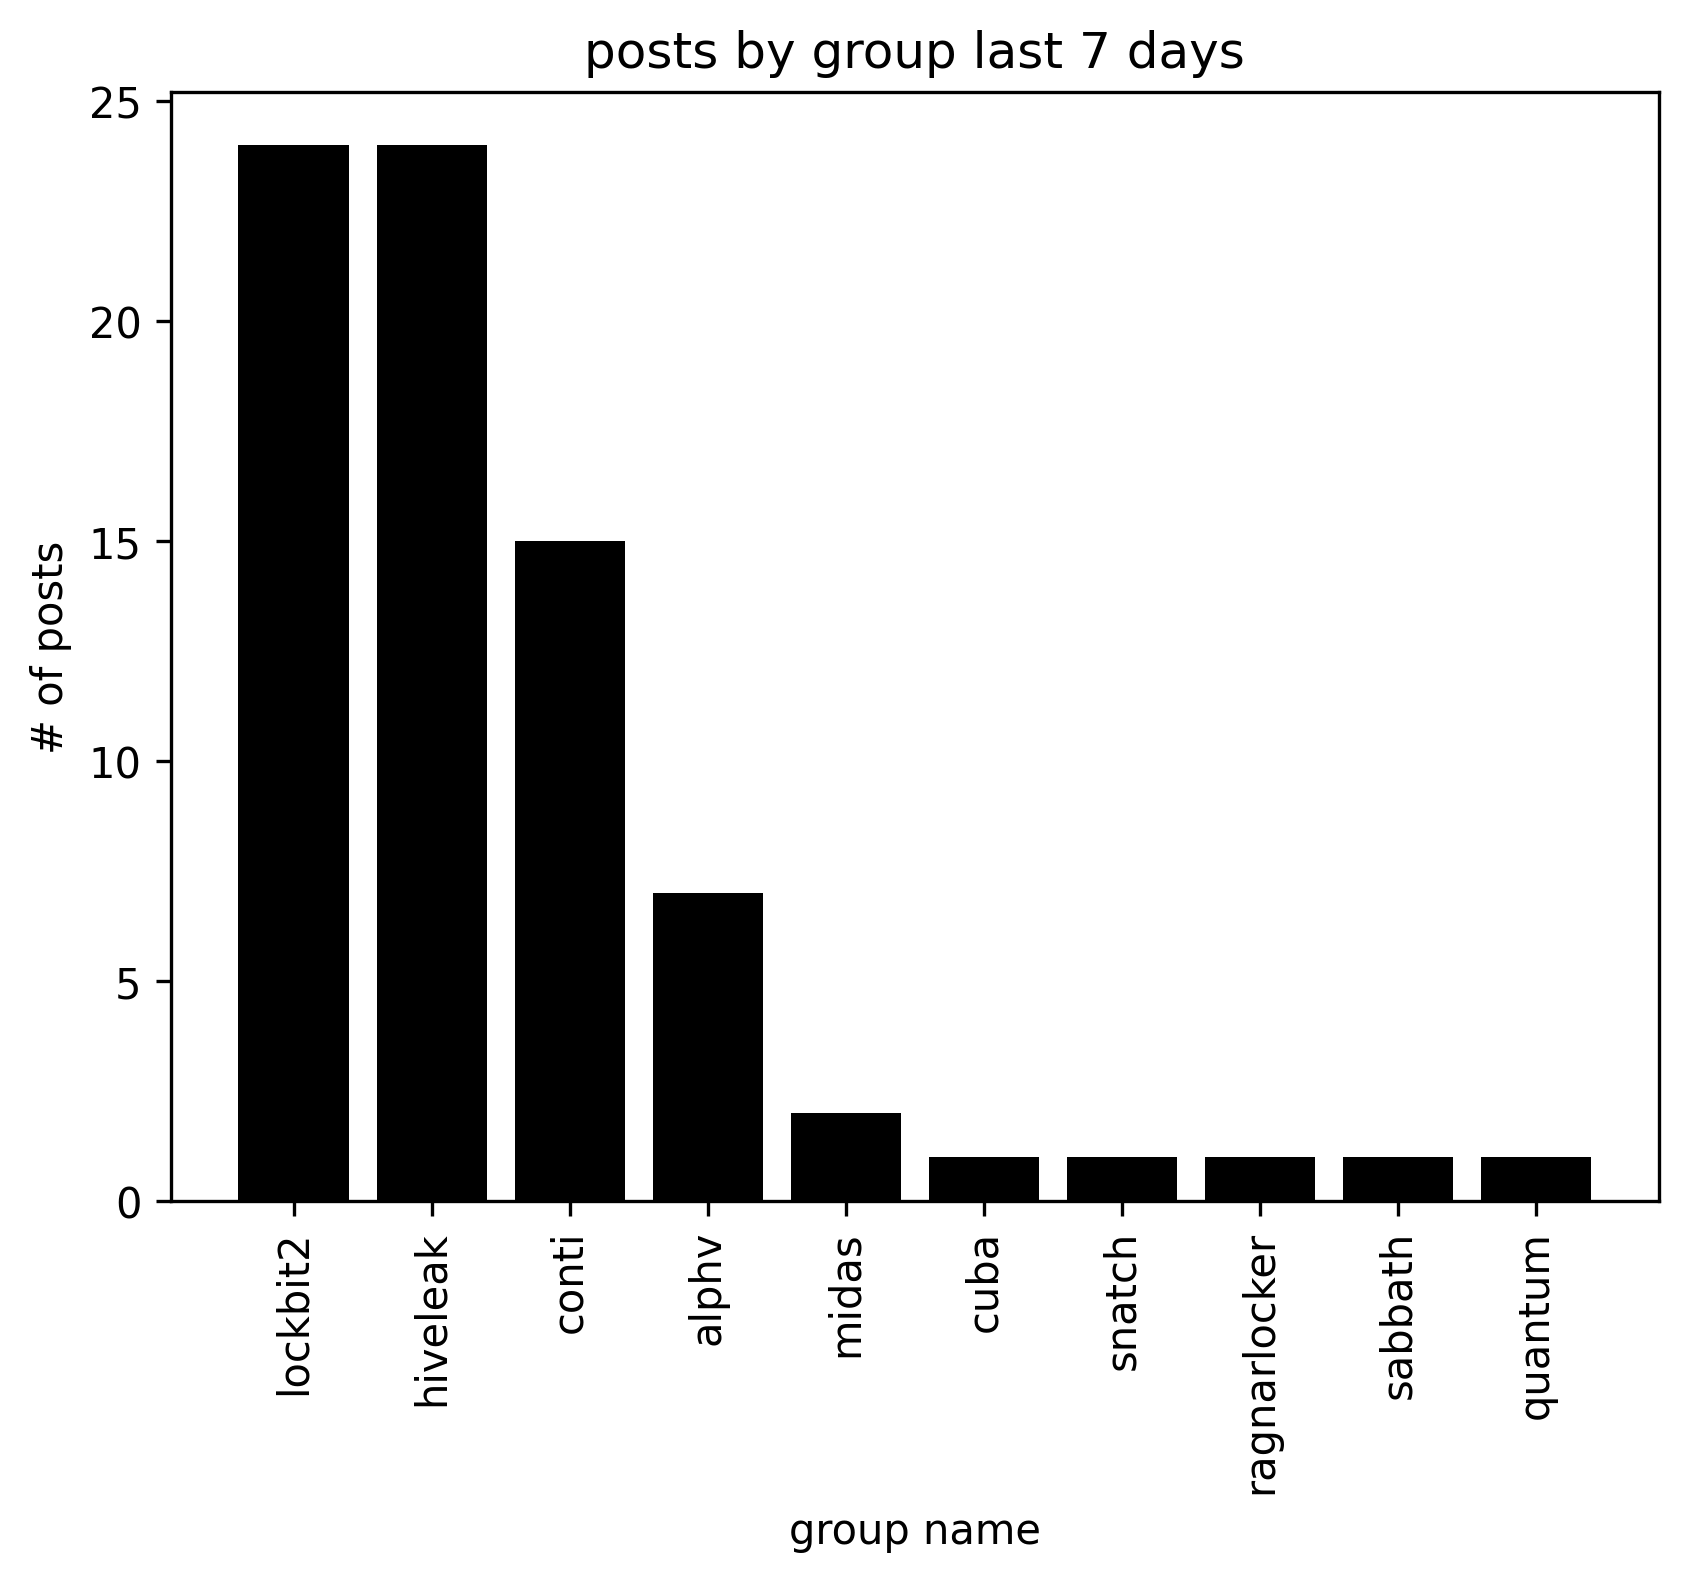 posts by group last 7 days
25
20
15
10
5
0
# of posts
lockbit2
hiveleak
conti
alphv
midas
cuba
snatch
ragnarlocker
sabbath
quantum
group name